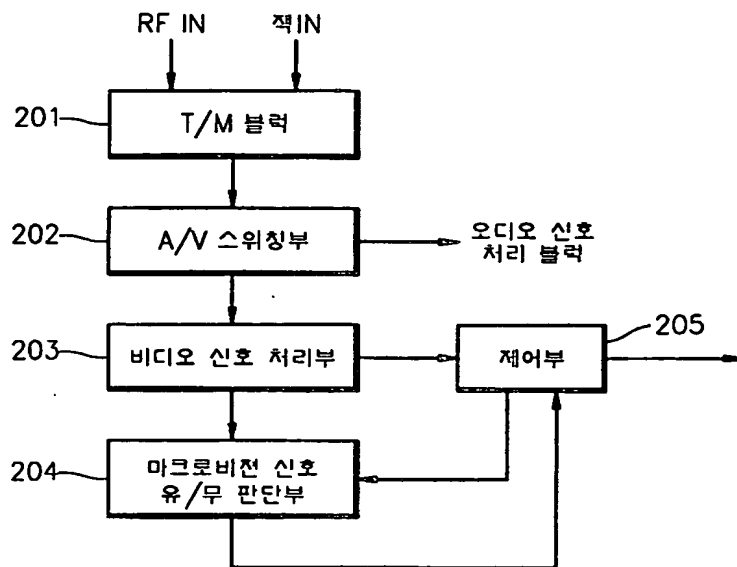 RF IN
잭IN
201
T/M 블럭
202
A/V 스위칭부
오디오 신호
처리 블럭
203
비디오 신호 처리부
205
제어부
204
마크로비젼 신호
유/무 판단부